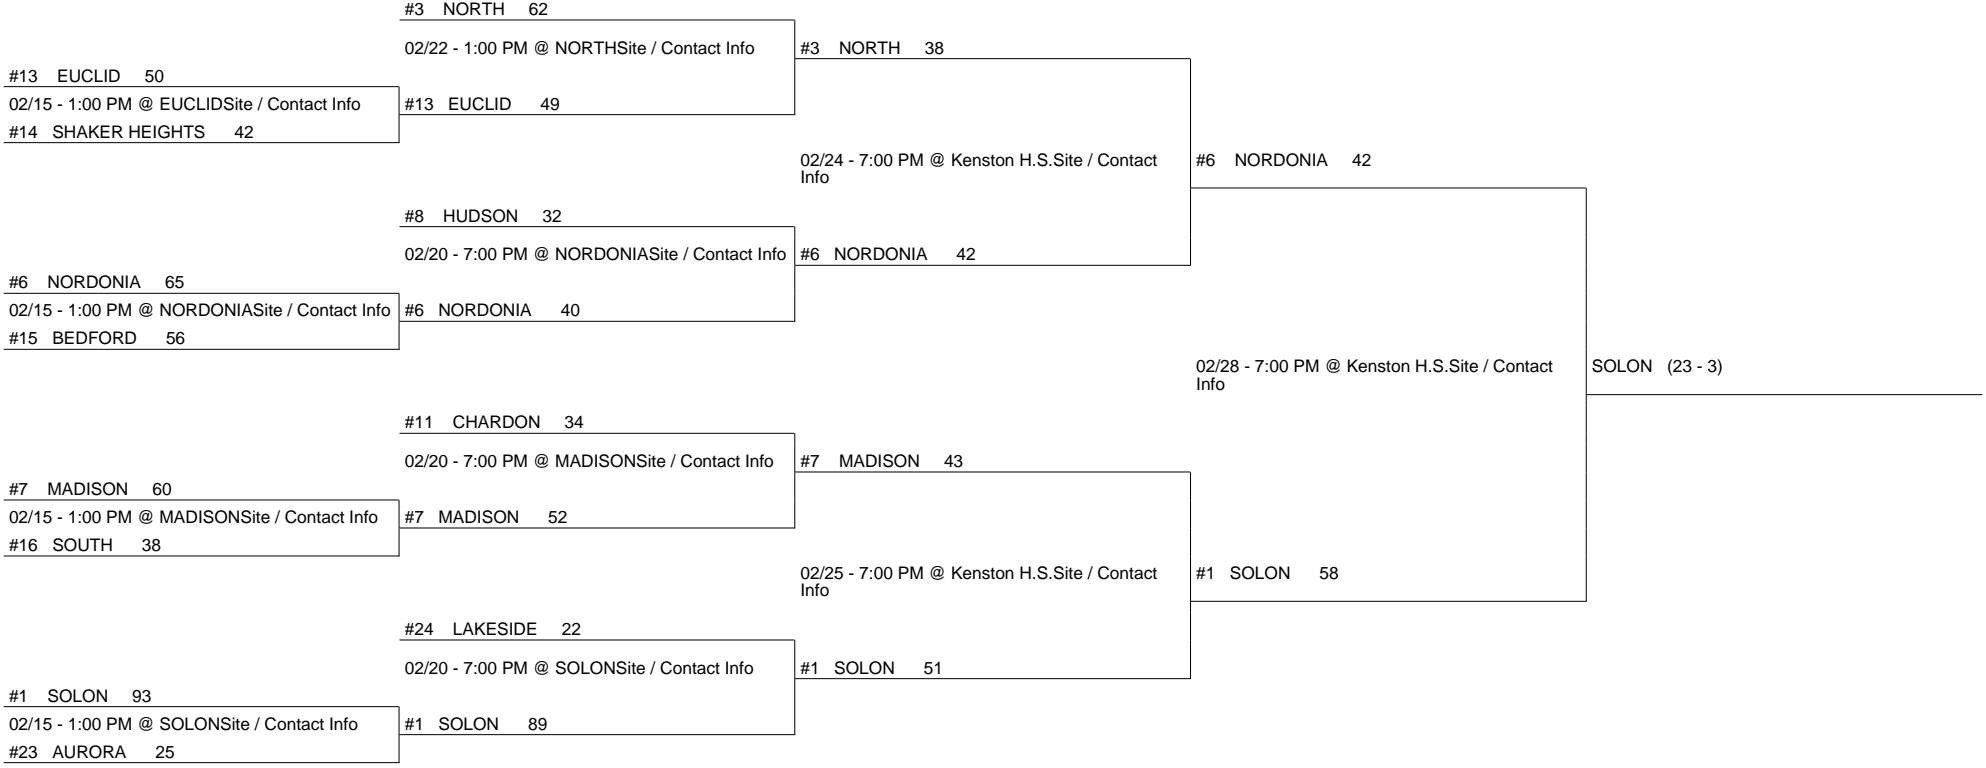 #3 NORTH 62
02/22 - 1:00 PM @ NORTHSite / Contact Info
#3 NORTH 38
#13 EUCLID 50
02/15 - 1:00 PM @ EUCLIDSite / Contact Info
#13 EUCLID 49
#14 SHAKER HEIGHTS 42
02/24 - 7:00 PM @ Kenston H.S.Site / Contact
Info
#6 NORDONIA 42
#8 HUDSON 32
02/20 - 7:00 PM @ NORDONIASite / Contact Info
#6 NORDONIA 42
#6 NORDONIA 65
02/15 - 1:00 PM @ NORDONIASite / Contact Info
#6 NORDONIA 40
#15 BEDFORD 56
02/28 - 7:00 PM @ Kenston H.S.Site / Contact
Info
SOLON (23 - 3)
#11 CHARDON 34
02/20 - 7:00 PM @ MADISONSite / Contact Info
#7 MADISON 43
#7 MADISON 60
02/15 - 1:00 PM @ MADISONSite / Contact Info
#7 MADISON 52
#16 SOUTH 38
02/25 - 7:00 PM @ Kenston H.S.Site / Contact
Info
#1 SOLON 58
#24 LAKESIDE 22
02/20 - 7:00 PM @ SOLONSite / Contact Info
#1 SOLON 51
#1 SOLON 93
02/15 - 1:00 PM @ SOLONSite / Contact Info
#1 SOLON 89
#23 AURORA 25